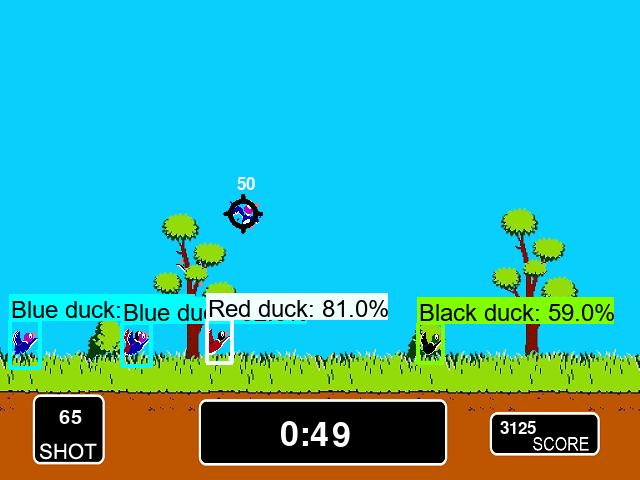 50
Blue duck:
Blue du
Red duck: 81.0%
Black duck: 59.0%
65
SHOT
0:49
3125
SCORE